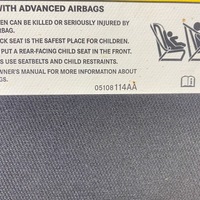 WITH ADVANCED AIRBAGS
EN CAN BE KILLED OR SERIOUSLY INJURED BY
RBAG.
CK SEAT IS THE SAFEST PLACE FOR CHILDREN.
PUT A REAR-FACING CHILD SEAT IN THE FRONT.
S USE SEATBELTS AND CHILD RESTRAINTS.
WNER'S MANUAL FOR MORE INFORMATION ABOUT
GS.
05108114AA